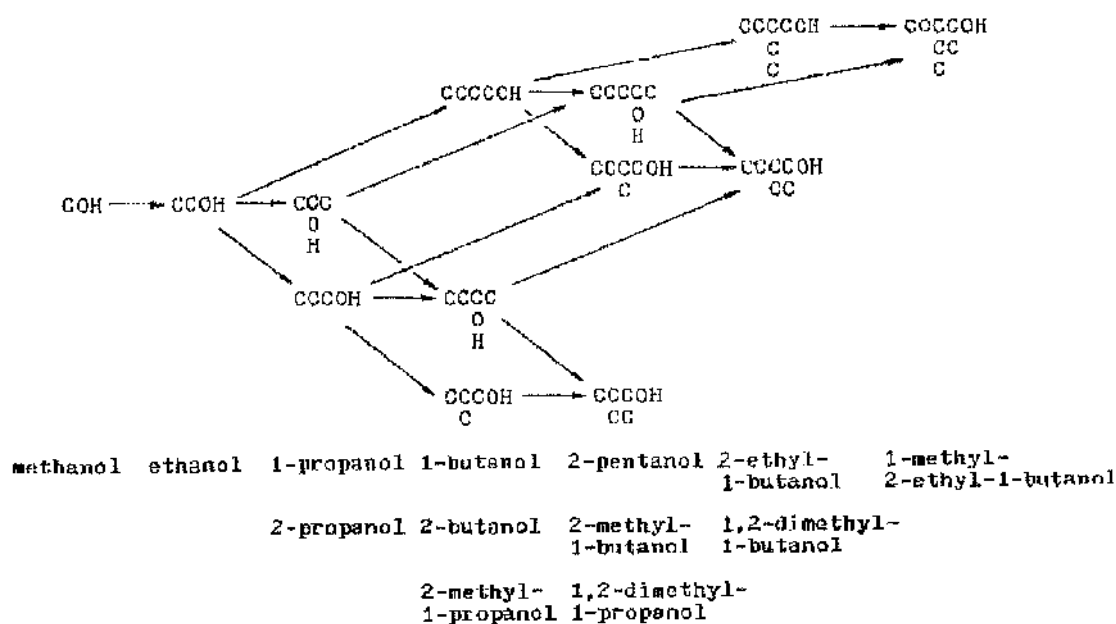 CCCCOH CCCCOH
C CC
C C
CCCCOH CCCCC
O
H
CCCCOH CCCCOH
C CC
COH CCOH CCC
O
H
CCCOH CCCC
O
H
CCCOH CCCOH
C CC
methanol ethanol 1-propanol 1-butanol 2-pentanol 2-ethyl- 1-methyl-
1-butanol 2-ethyl-1-butanol
2-propanol 2-butanol 2-methyl- 1,2-dimethyl-
1-butanol 1-butanol
2-methyl- 1,2-dimethyl-
1-propanol 1-propanol